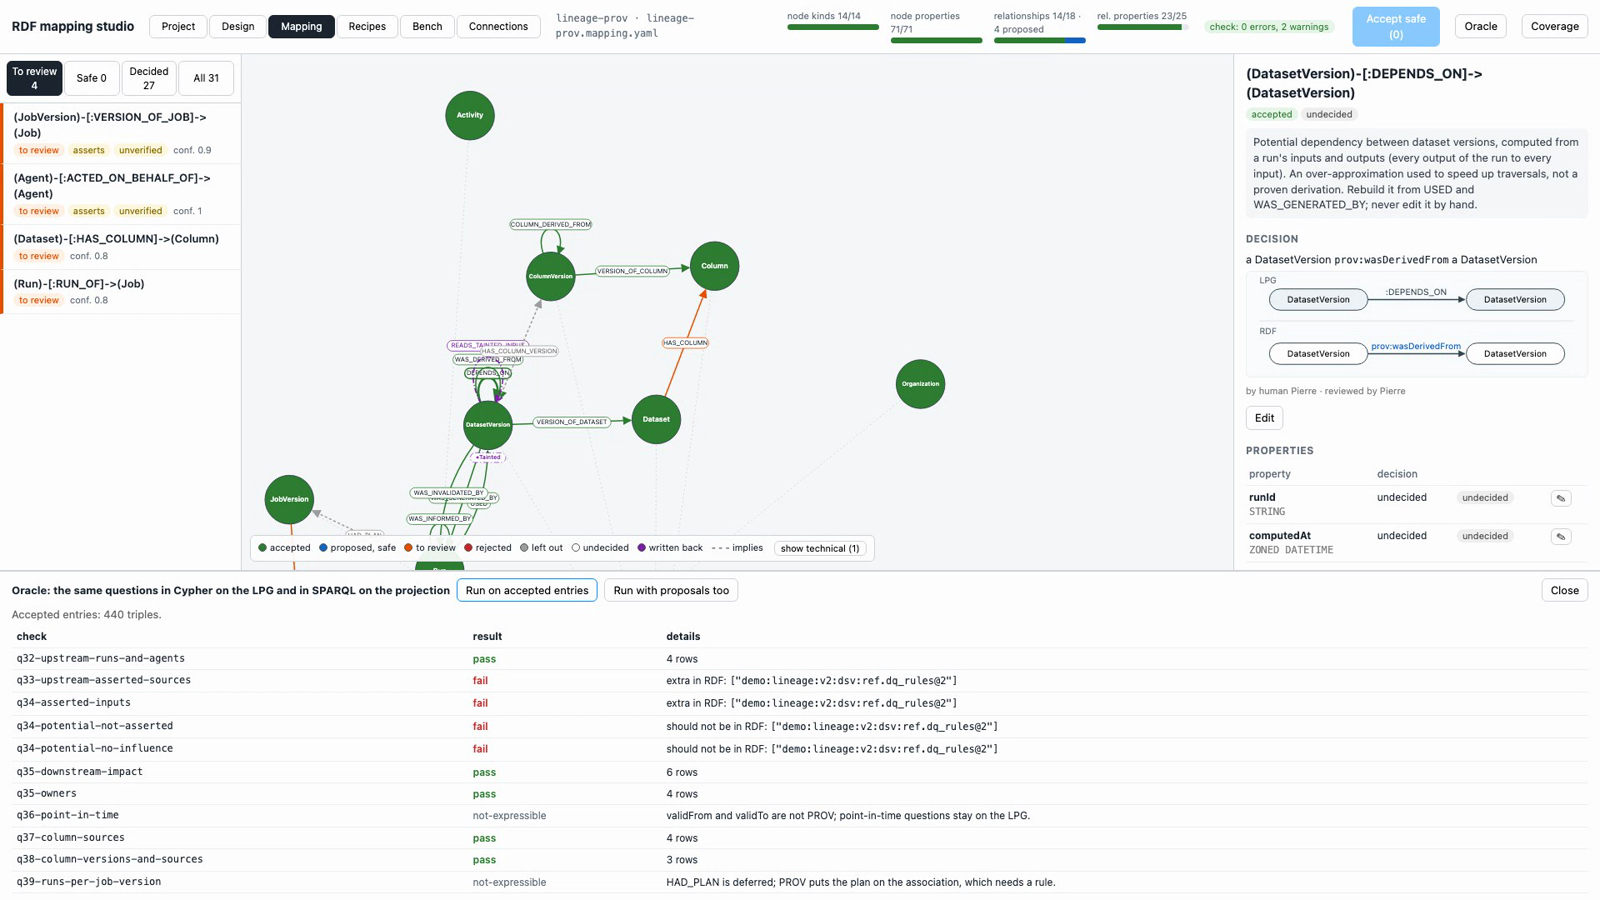 RDF mapping studio
Project
Design
Mapping
Recipes
Bench
Connections
lineage-prov · lineage-
prov.mapping.yaml
node kinds 14/14
node properties
71/71
relationships 14/18 ·
4 proposed
rel. properties 23/25
check: 0 errors, 2 warnings
Accept safe
(0)
Oracle
Coverage
To review
4
Safe 0
Decided
27
All 31
(JobVersion)-[:VERSION_OF_JOB]->
(Job)
to review asserts unverified conf. 0.9
(Agent)-[:ACTED_ON_BEHALF_OF]->
(Agent)
to review asserts unverified conf. 1
(Dataset)-[:HAS_COLUMN]->(Column)
to review conf. 0.8
(Run)-[:RUN_OF]->(Job)
to review conf. 0.8
Activity
COLUMN_DERIVED_FROM
ColumnVersion
VERSION_OF_COLUMN
Column
HAS_COLUMN
READS_TAINTED_INPUT
HAS_COLUMN_VERSION
WAS_DERIVED_FROM
DEPENDS_ON
Organization
DatasetVersion
VERSION_OF_DATASET
Dataset
+Tainted
JobVersion
WAS_INVALIDATED_BY
WAS_GENERATED_BY
USED
WAS_INFORMED_BY
HAD_PLAN
Run
accepted
proposed, safe
to review
rejected
left out
undecided
written back
implies
show technical (1)
(DatasetVersion)-[:DEPENDS_ON]->
(DatasetVersion)
accepted undecided
Potential dependency between dataset versions, computed from
a run's inputs and outputs (every output of the run to every
input). An over-approximation used to speed up traversals, not a
proven derivation. Rebuild it from USED and
WAS_GENERATED_BY; never edit it by hand.
DECISION
a DatasetVersion prov:wasDerivedFrom a DatasetVersion
LPG
DatasetVersion :DEPENDS_ON DatasetVersion
RDF
DatasetVersion prov:wasDerivedFrom DatasetVersion
by human Pierre · reviewed by Pierre
Edit
PROPERTIES
property decision
runId undecided undecided
STRING
computedAt undecided undecided
ZONED DATETIME
Oracle: the same questions in Cypher on the LPG and in SPARQL on the projection
Run on accepted entries
Run with proposals too
Close
Accepted entries: 440 triples.
check result details
q32-upstream-runs-and-agents pass 4 rows
q33-upstream-asserted-sources fail extra in RDF: ["demo:lineage:v2:dsv:ref.dq_rules@2"]
q34-asserted-inputs fail extra in RDF: ["demo:lineage:v2:dsv:ref.dq_rules@2"]
q34-potential-not-asserted fail should not be in RDF: ["demo:lineage:v2:dsv:ref.dq_rules@2"]
q34-potential-no-influence fail should not be in RDF: ["demo:lineage:v2:dsv:ref.dq_rules@2"]
q35-downstream-impact pass 6 rows
q35-owners pass 4 rows
q36-point-in-time not-expressible validFrom and validTo are not PROV; point-in-time questions stay on the LPG.
q37-column-sources pass 4 rows
q38-column-versions-and-sources pass 3 rows
q39-runs-per-job-version not-expressible HAD_PLAN is deferred; PROV puts the plan on the association, which needs a rule.